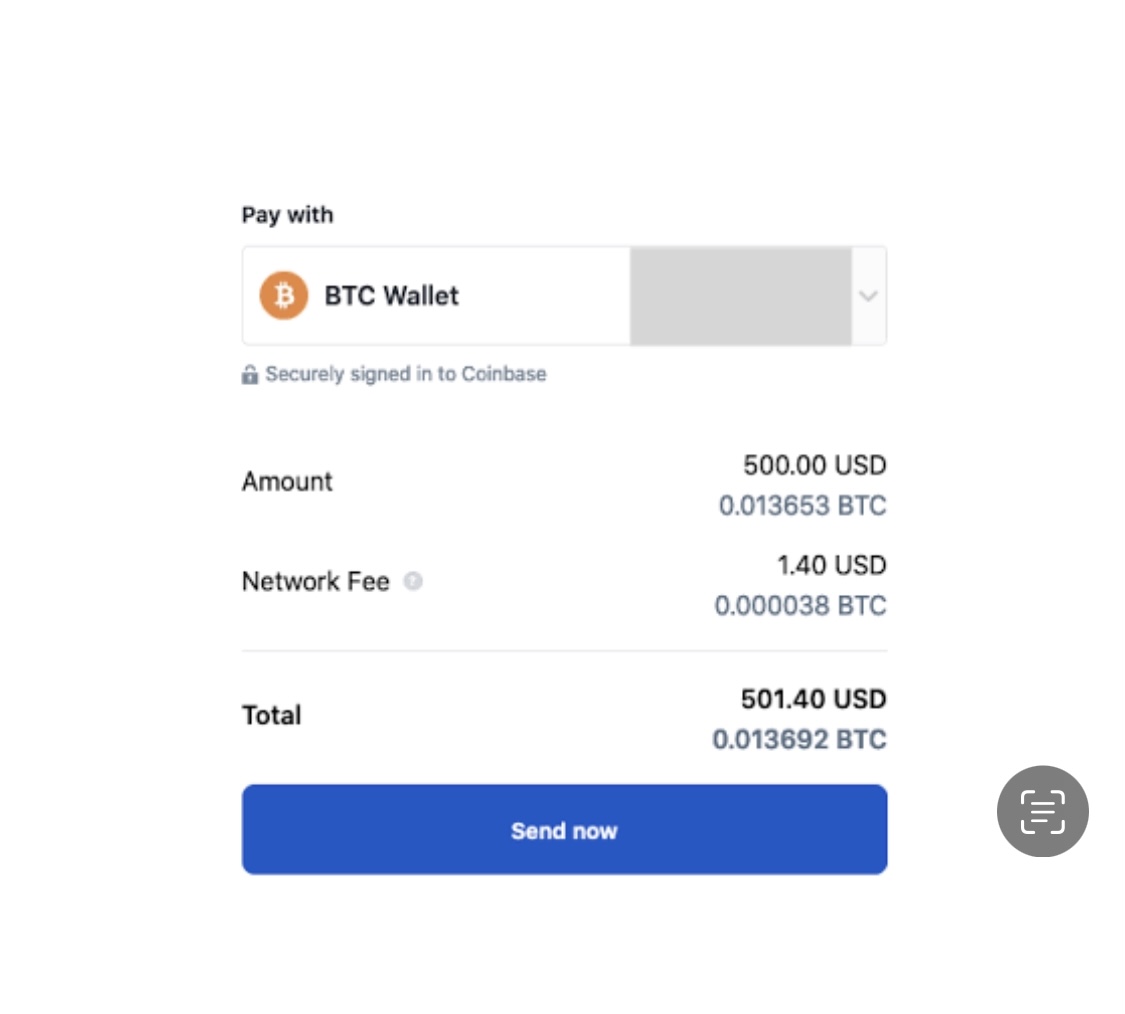 Pay with
BTC Wallet
Securely signed in to Coinbase
Amount
500.00 USD
0.013653 BTC
Network Fee ?
1.40 USD
0.000038 BTC
Total
501.40 USD
0.013692 BTC
Send now